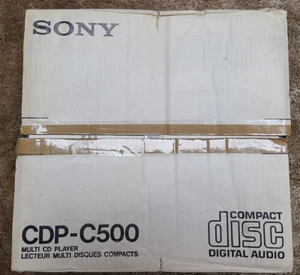 SONY
CDP-C500
MULTI CD PLAYER
LECTEUR MULTI DISQUES COMPACTS
COMPACT
disc
DIGITAL AUDIO